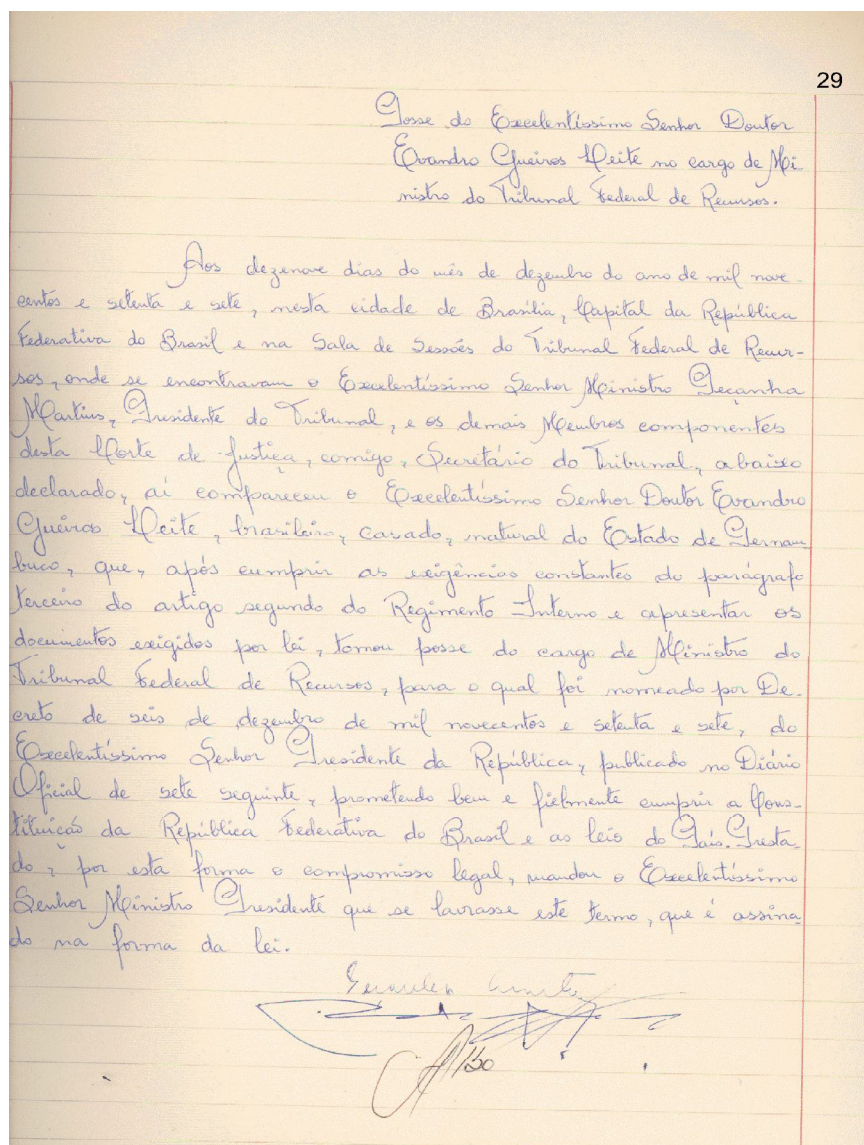 29
Posse do Excelentíssimo Senhor Doutor
Evandro Gueiros Leite no cargo de Mi
nistro do Tribunal Federal de Recursos.
Aos dezenove dias do mês de dezembro do ano de mil nove-
centos e setenta e sete, nesta cidade de Brasília, Capital da República
Federativa do Brasil e na Sala de Sessões do Tribunal Federal de Recur-
sos, onde se encontravam o Excelentíssimo Senhor Ministro Peçanha
Martins, Presidente do Tribunal, e os demais Membros componentes
desta Corte de Justiça, comigo, Secretário do Tribunal, abaixo
declarado, aí compareceu o Excelentíssimo Senhor Doutor Evandro
Gueiros Leite, brasileiro, casado, natural do Estado de Pernam
buco, que, após cumprir as exigências constantes do parágrafo
terceiro do artigo segundo do Regimento Interno e apresentar os
documentos exigidos por lei, tomou posse do cargo de Ministro do
Tribunal Federal de Recursos, para o qual foi nomeado por De-
creto de seis de dezembro de mil novecentos e setenta e sete, do
Excelentíssimo Senhor Presidente da República, publicado no Diário
Oficial de sete seguinte, prometendo bem e fielmente cumprir a Cons-
tituição da República Federativa do Brasil e as leis do País. Presta-
do, por esta forma o compromisso legal, mandou o Excelentíssimo
Senhor Ministro Presidente que se lavrasse este termo, que é assina
do na forma da lei.